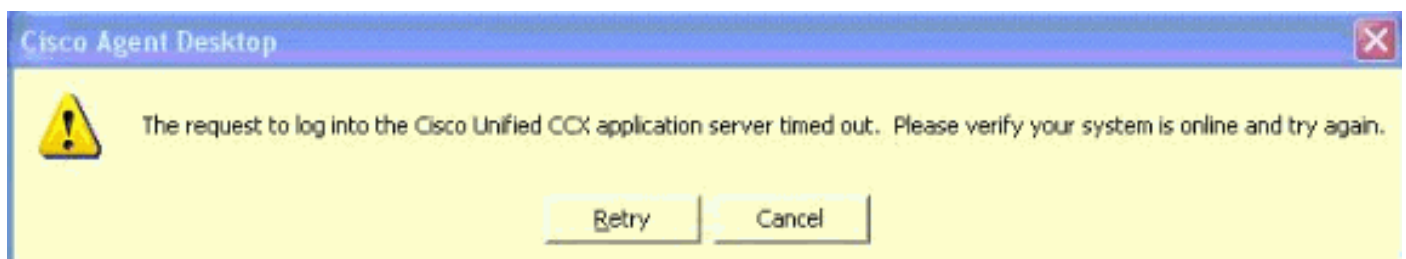 Cisco Agent Desktop
The request to log into the Cisco Unified CCX application server timed out. Please verify your system is online and try again.
Retry Cancel